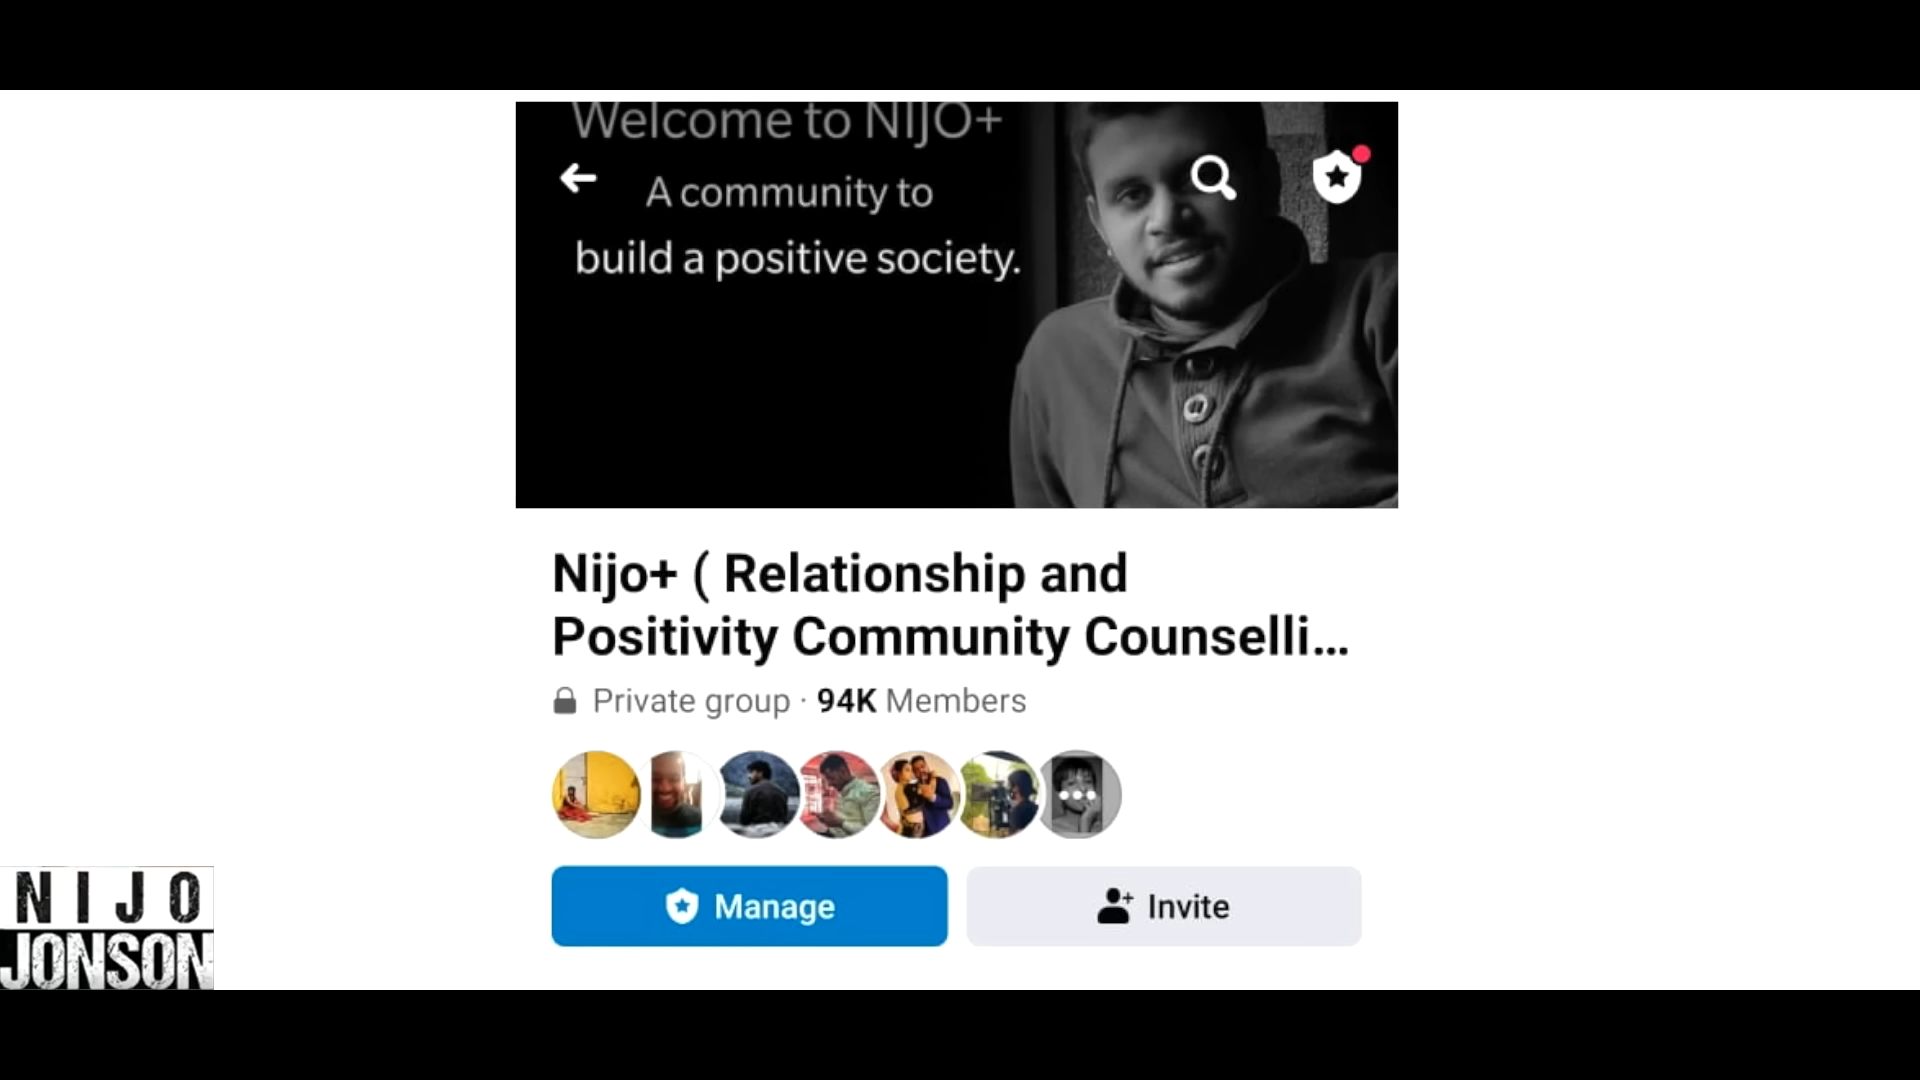 Welcome to NIJO+
A community to
build a positive society.
Nijo+ ( Relationship and
Positivity Community Counselli...
Private group · 94K Members
Manage
Invite
NIJO
JONSON